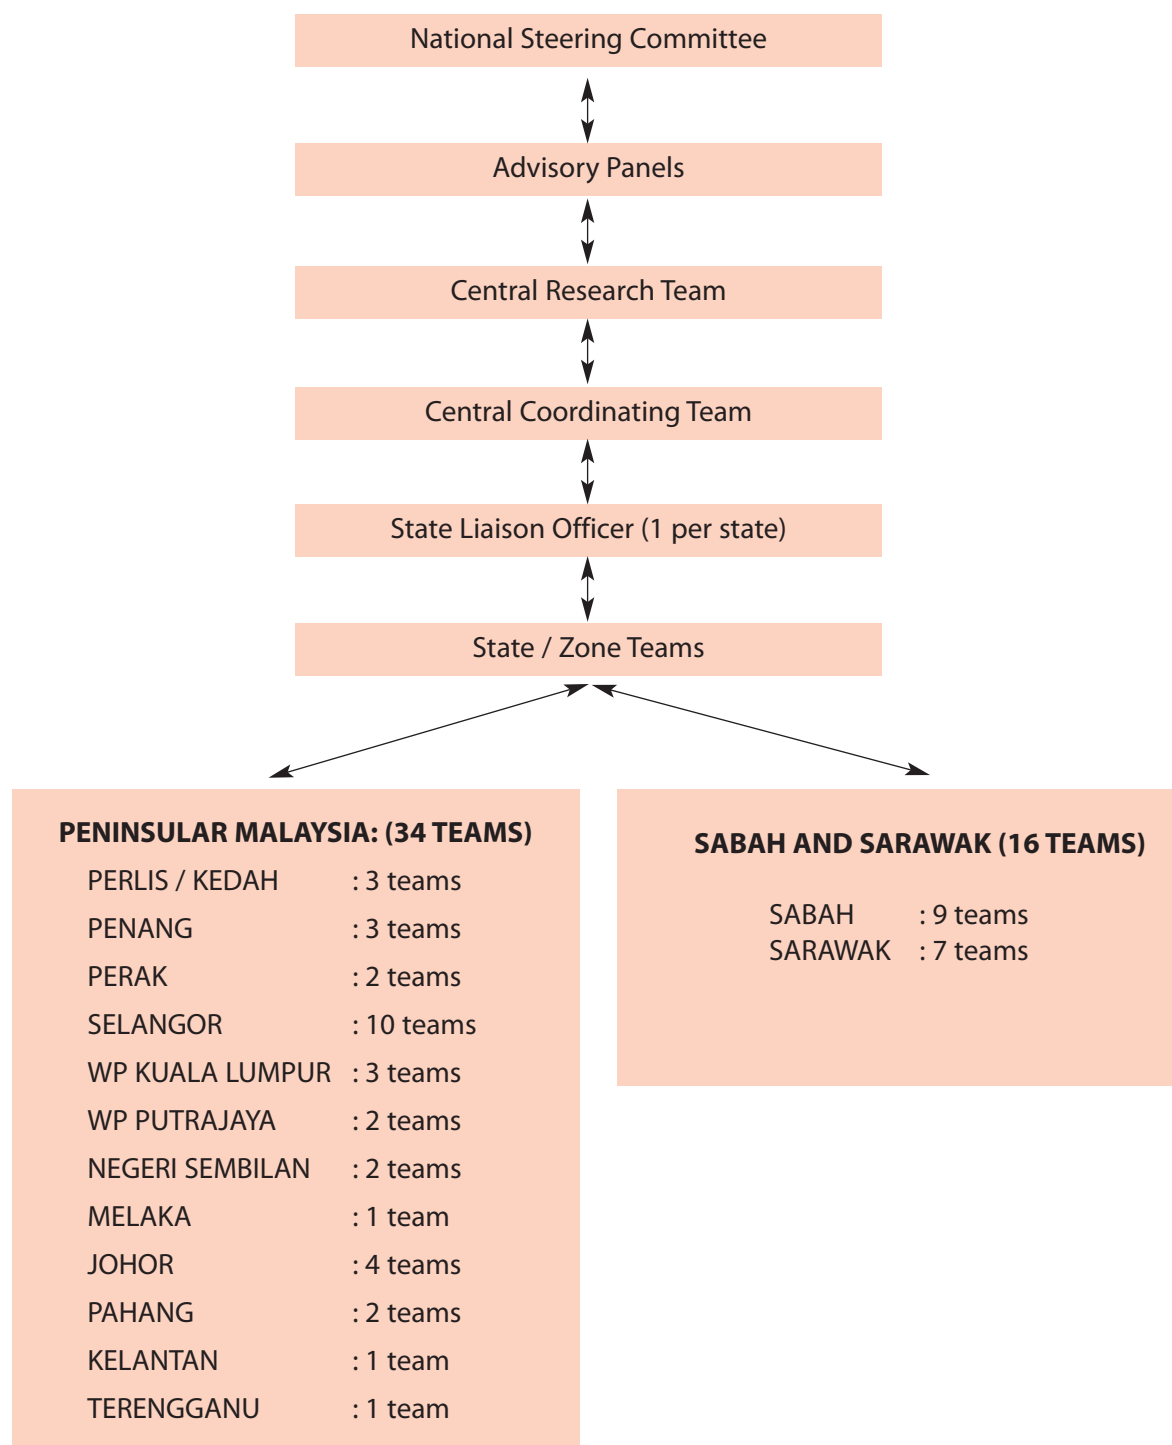 National Steering Committee
Advisory Panels
Central Research Team
Central Coordinating Team
State Liaison Officer (1 per state)
State / Zone Teams
PENINSULAR MALAYSIA: (34 TEAMS)
PERLIS / KEDAH : 3 teams
PENANG : 3 teams
PERAK : 2 teams
SELANGOR : 10 teams
WP KUALA LUMPUR : 3 teams
WP PUTRAJAYA : 2 teams
NEGERI SEMBILAN : 2 teams
MELAKA : 1 team
JOHOR : 4 teams
PAHANG : 2 teams
KELANTAN : 1 team
TERENGGANU : 1 team
SABAH AND SARAWAK (16 TEAMS)
SABAH : 9 teams
SARAWAK : 7 teams